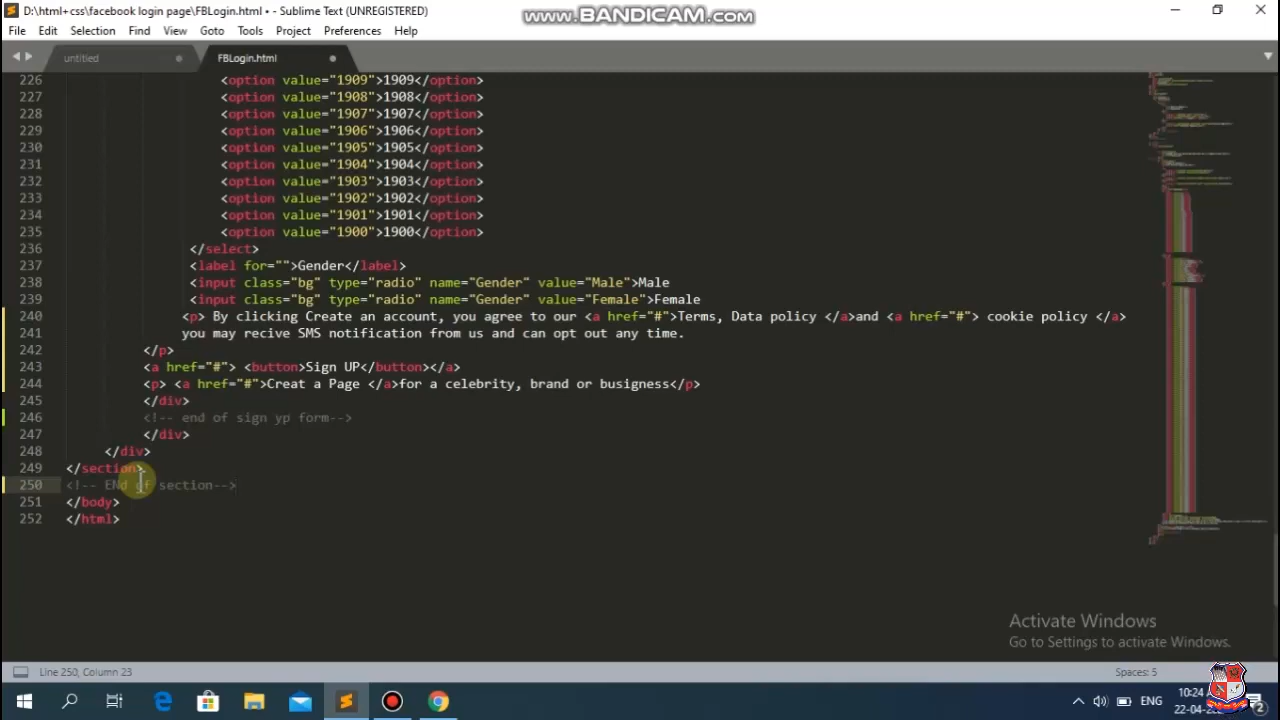 D:\html+css\facebook login page\FBLogin.html • - Sublime Text (UNREGISTERED)
www.BANDICAM.com
File Edit Selection Find View Goto Tools Project Preferences Help
untitled FBLogin.html
226 <option value="1909">1909</option>
227 <option value="1908">1908</option>
228 <option value="1907">1907</option>
229 <option value="1906">1906</option>
230 <option value="1905">1905</option>
231 <option value="1904">1904</option>
232 <option value="1903">1903</option>
233 <option value="1902">1902</option>
234 <option value="1901">1901</option>
235 <option value="1900">1900</option>
236 </select>
237 <label for="">Gender</label>
238 <input class="bg" type="radio" name="Gender" value="Male">Male
239 <input class="bg" type="radio" name="Gender" value="Female">Female
240 <p> By clicking Create an account, you agree to our <a href="#">Terms, Data policy </a>and <a href="#"> cookie policy </a>
241 you may recive SMS notification from us and can opt out any time.
242 </p>
243 <a href="#"> <button>Sign UP</button></a>
244 <p> <a href="#">Creat a Page </a>for a celebrity, brand or busigness</p>
245 </div>
246 <!-- end of sign yp form-->
247 </div>
248 </div>
249 </section>
250 <!-- ENd of section-->
251 </body>
252 </html>
Activate Windows
Go to Settings to activate Windows.
Line 250, Column 23
Spaces: 5
ENG
10:24
22-04-
2